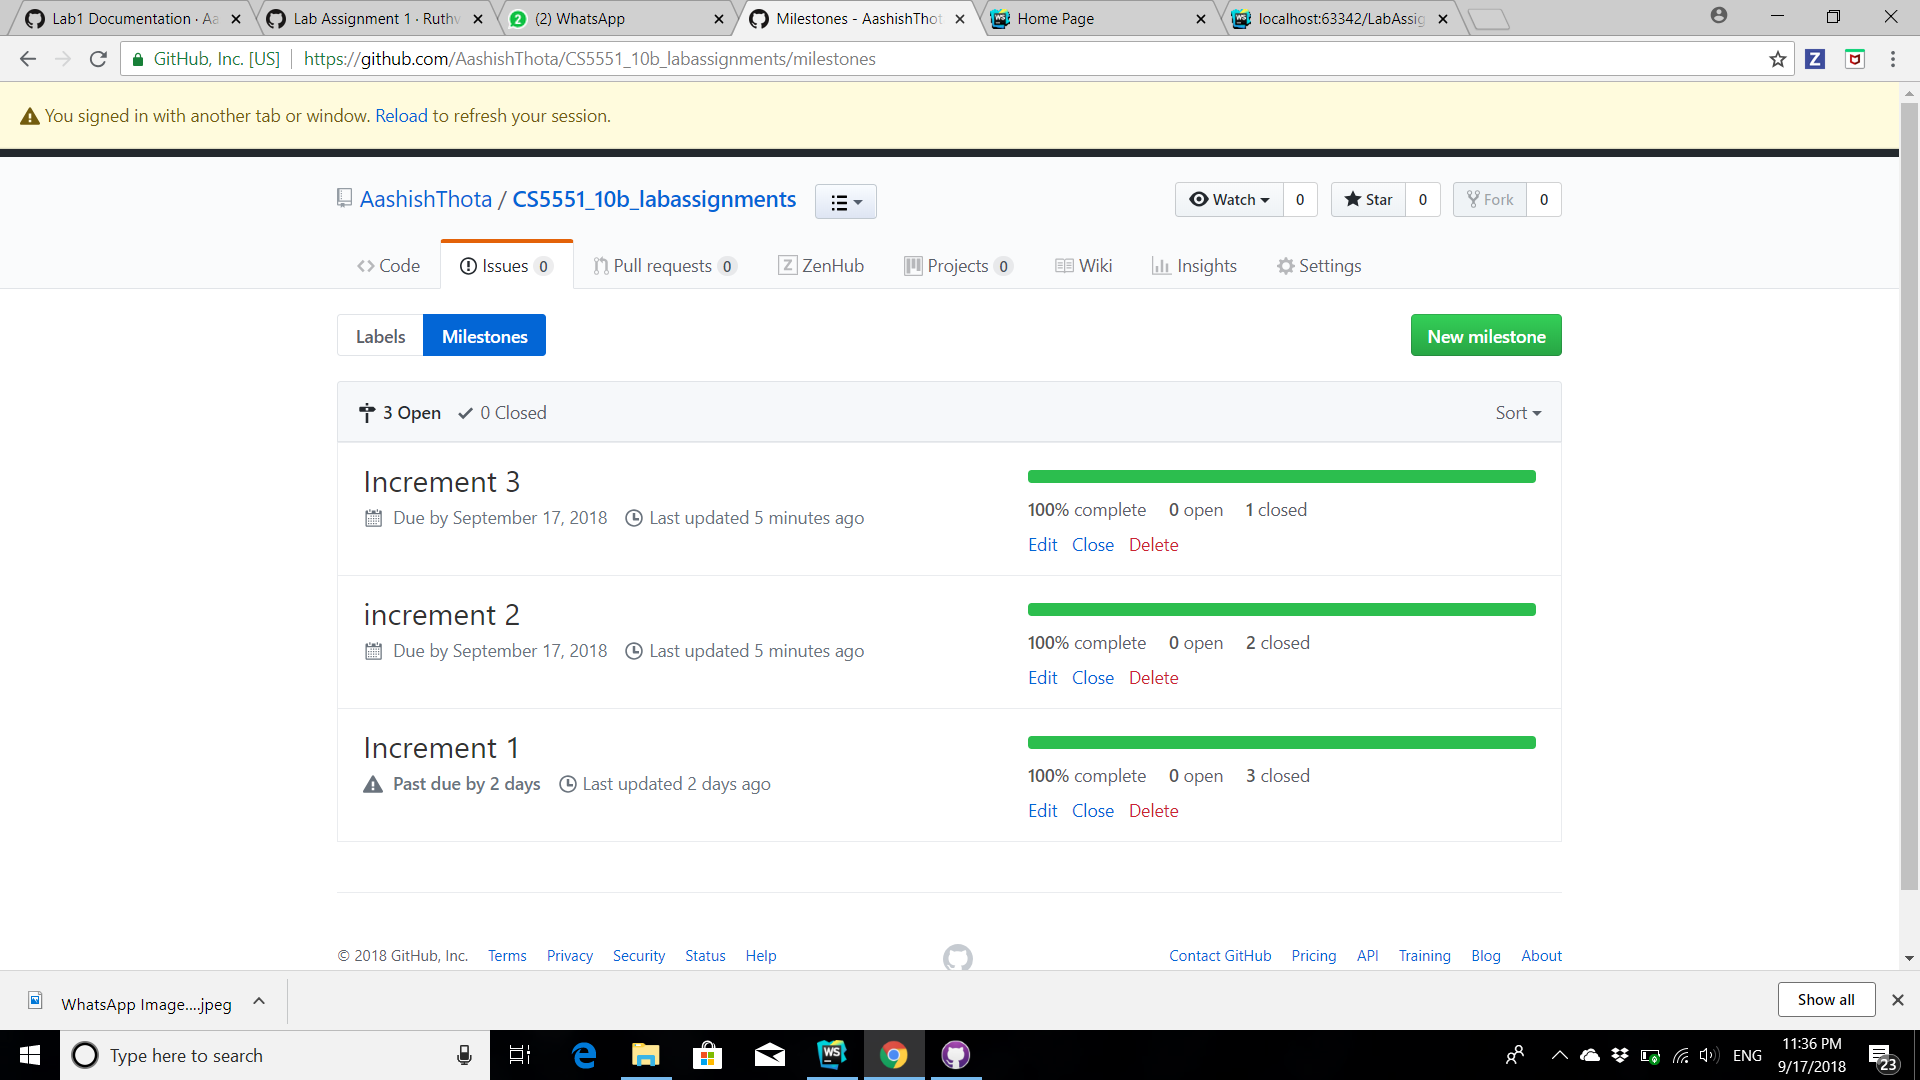 Lab1 Documentation · Aa
Lab Assignment 1 · Ruthv
(2) WhatsApp
Milestones - AashishThot
Home Page
localhost:63342/LabAssig
GitHub, Inc. [US] https://github.com/AashishThota/CS5551_10b_labassignments/milestones
You signed in with another tab or window. Reload to refresh your session.
AashishThota / CS5551_10b_labassignments
Watch 0 Star 0 Fork 0
Code Issues 0 Pull requests 0 ZenHub Projects 0 Wiki Insights Settings
Labels Milestones New milestone
3 Open 0 Closed Sort
Increment 3
Due by September 17, 2018 Last updated 5 minutes ago
100% complete 0 open 1 closed
Edit Close Delete
increment 2
Due by September 17, 2018 Last updated 5 minutes ago
100% complete 0 open 2 closed
Edit Close Delete
Increment 1
Past due by 2 days Last updated 2 days ago
100% complete 0 open 3 closed
Edit Close Delete
© 2018 GitHub, Inc. Terms Privacy Security Status Help
Contact GitHub Pricing API Training Blog About
WhatsApp Image....jpeg
Show all
Type here to search
WS
ENG
11:36 PM
9/17/2018
23